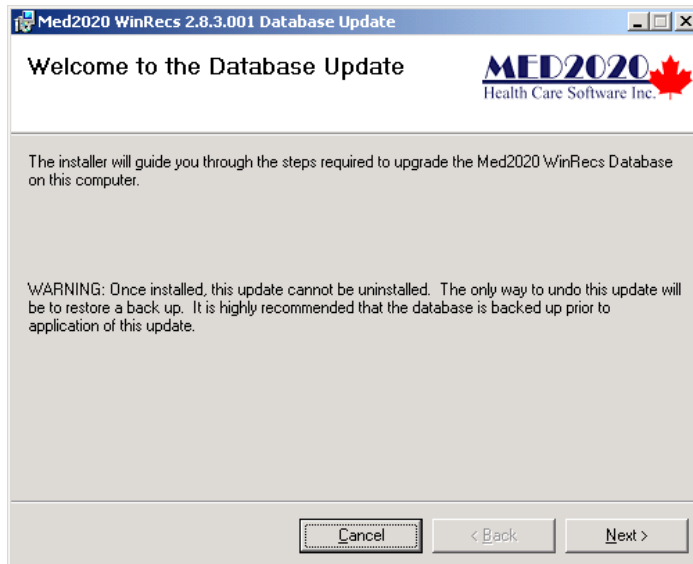 Med2020 WinRecs 2.8.3.001 Database Update
Welcome to the Database Update
MED2020
Health Care Software Inc.
The installer will guide you through the steps required to upgrade the Med2020 WinRecs Database
on this computer.
WARNING: Once installed, this update cannot be uninstalled.  The only way to undo this update will
be to restore a back up.  It is highly recommended that the database is backed up prior to
application of this update.
Cancel
< Back
Next >